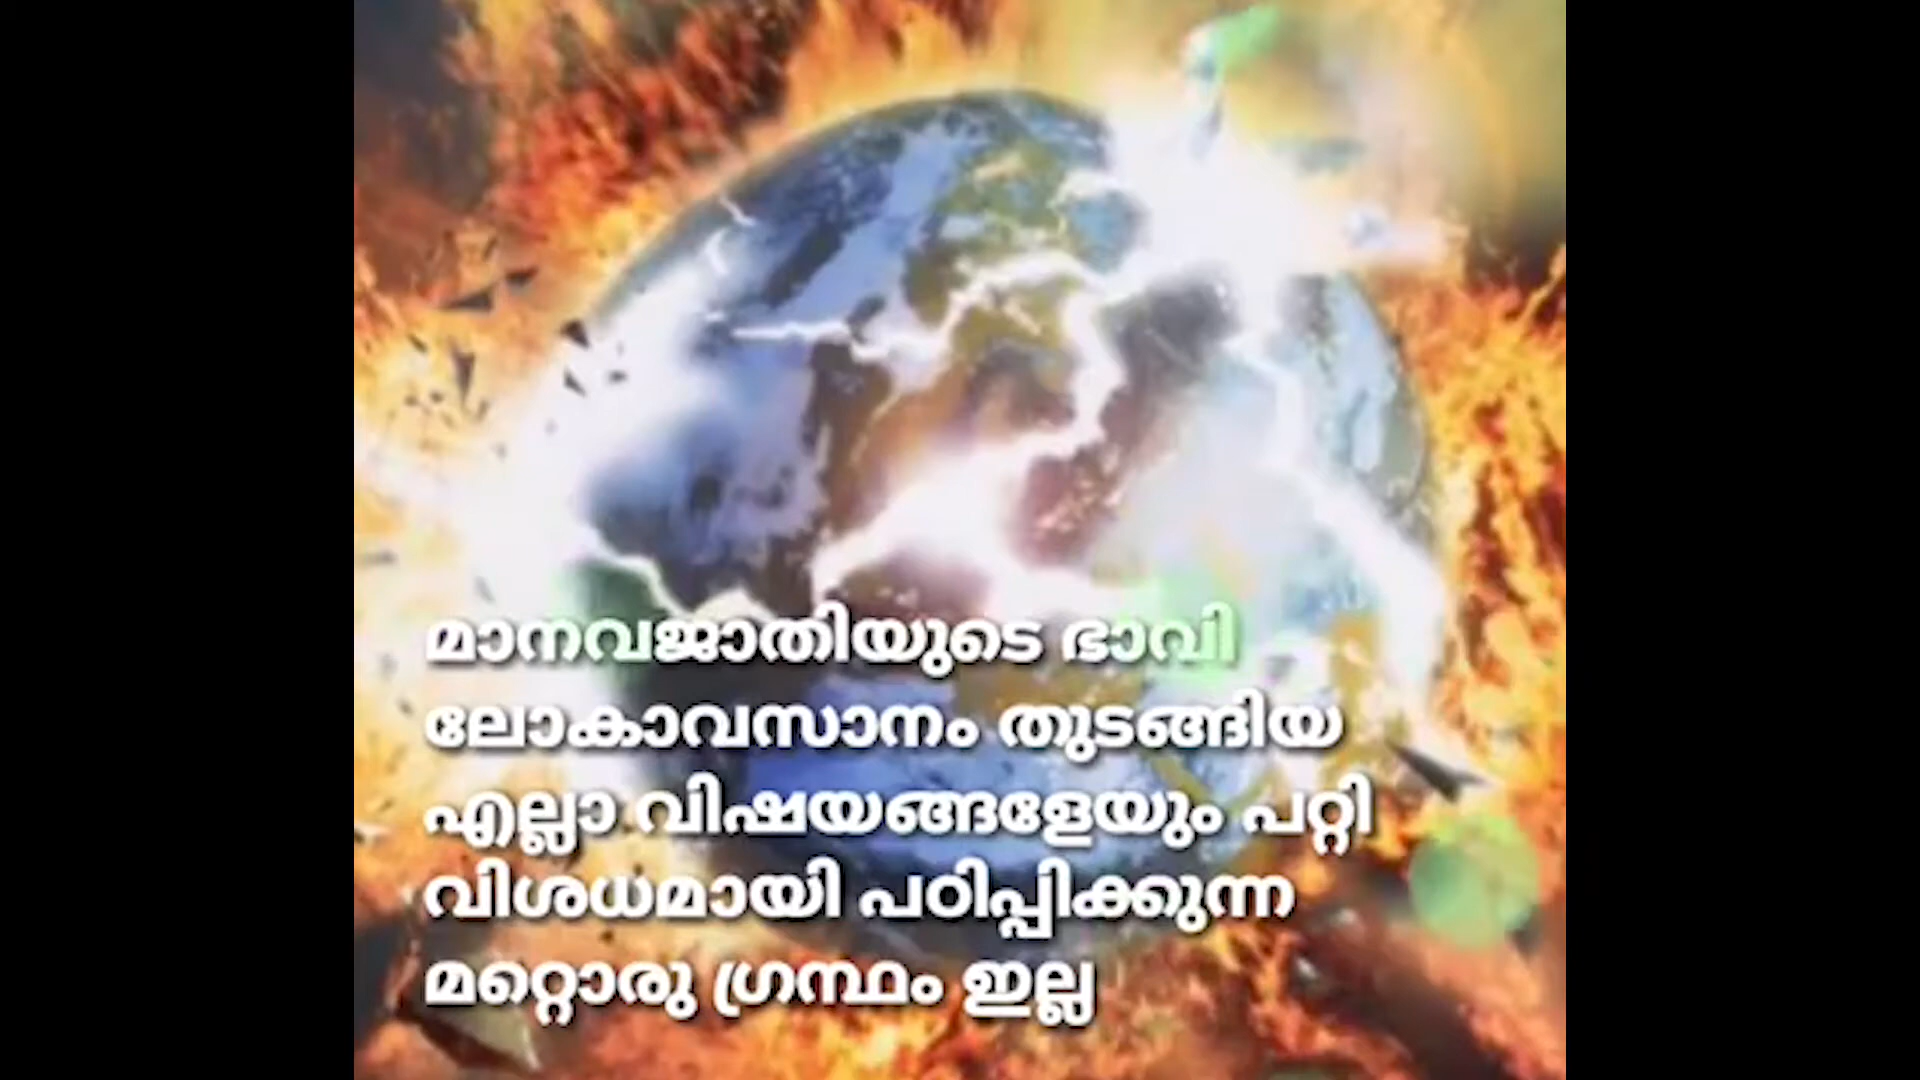 മാനവജാതിയുടെ ഭാവി
ലോകാവസാനം തുടങ്ങിയ
എല്ലാ വിഷയങ്ങളേയും പറ്റി
വിശധമായി പഠിപ്പിക്കുന്ന
മറ്റൊരു ഗ്രന്ഥം ഇല്ല